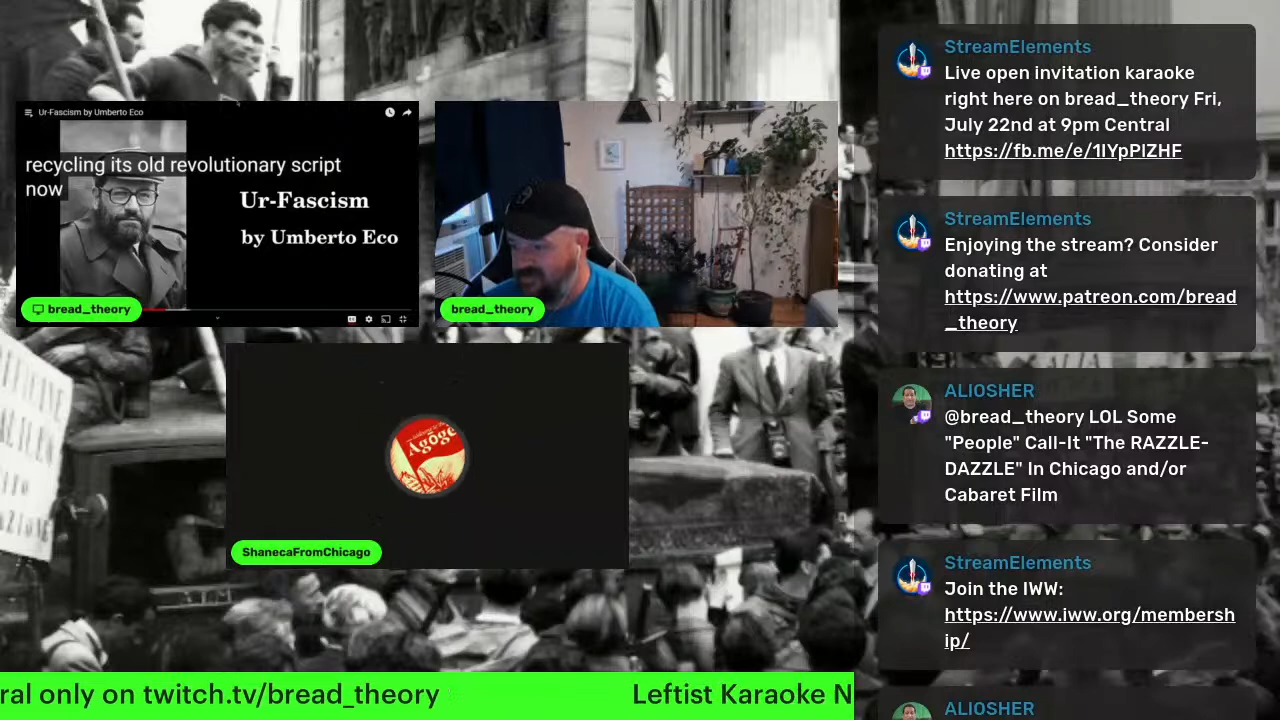 Ur-Fascism by Umberto Eco
recycling its old revolutionary script
now
Ur-Fascism
by Umberto Eco
bread_theory
bread_theory
Agōge
ShanecaFromChicago
ral only on twitch.tv/bread_theory
Leftist Karaoke N
StreamElements
Live open invitation karaoke
right here on bread_theory Fri,
July 22nd at 9pm Central
https://fb.me/e/1IYpPlZHF
StreamElements
Enjoying the stream? Consider
donating at
https://www.patreon.com/bread
_theory
ALIOSHER
@bread_theory LOL Some
"People" Call-It "The RAZZLE-
DAZZLE" In Chicago and/or
Cabaret Film
StreamElements
Join the IWW:
https://www.iww.org/membersh
ip/
ALIOSHER